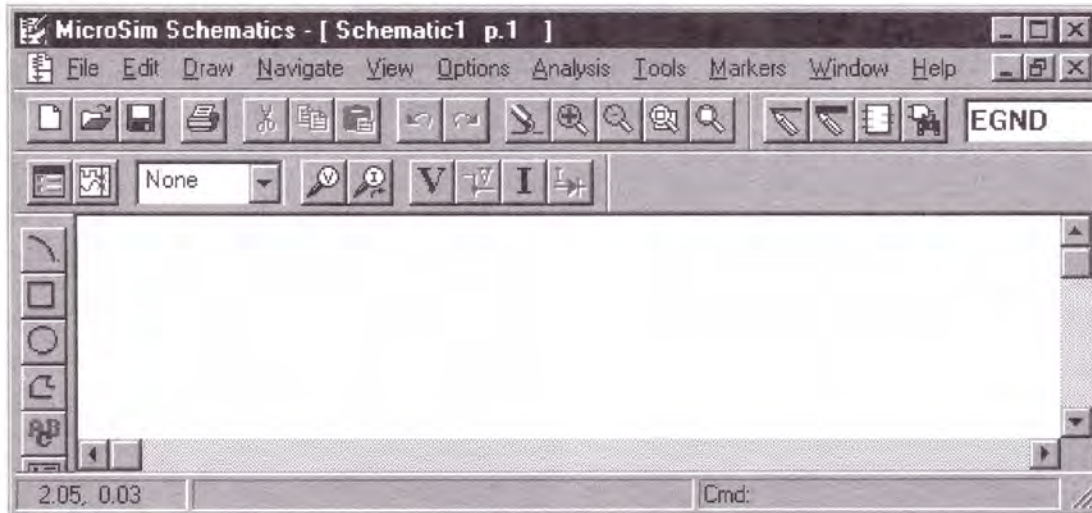 MicroSim Schematics - [ Schematic1 p.1 ]
File Edit Draw Navigate View Options Analysis Tools Markers Window Help
EGND
None V I V V I I
ABC
2.05, 0.03 Cmd: